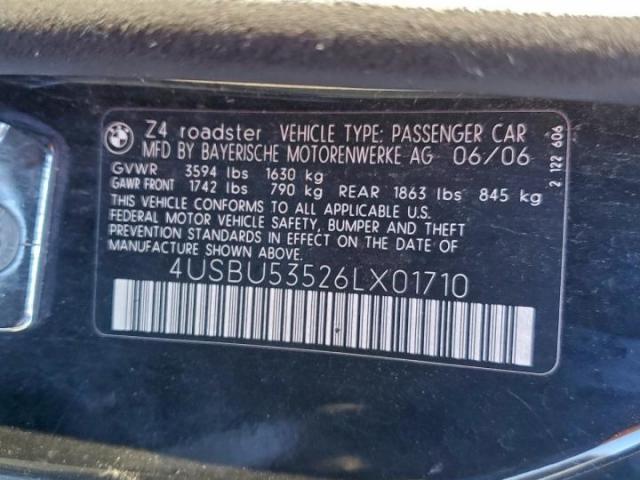 BMW Z4 roadster VEHICLE TYPE: PASSENGER CAR
MFD BY BAYERISCHE MOTORENWERKE AG 06/06
GVWR 3594 lbs 1630 kg
GAWR FRONT 1742 lbs 790 kg REAR 1863 lbs 845 kg
THIS VEHICLE CONFORMS TO ALL APPLICABLE U.S.
FEDERAL MOTOR VEHICLE SAFETY, BUMPER AND THEFT
PREVENTION STANDARDS IN EFFECT ON THE DATE OF
MANUFACTURE SHOWN ABOVE.
4USBU53526LX01710
2 122 606